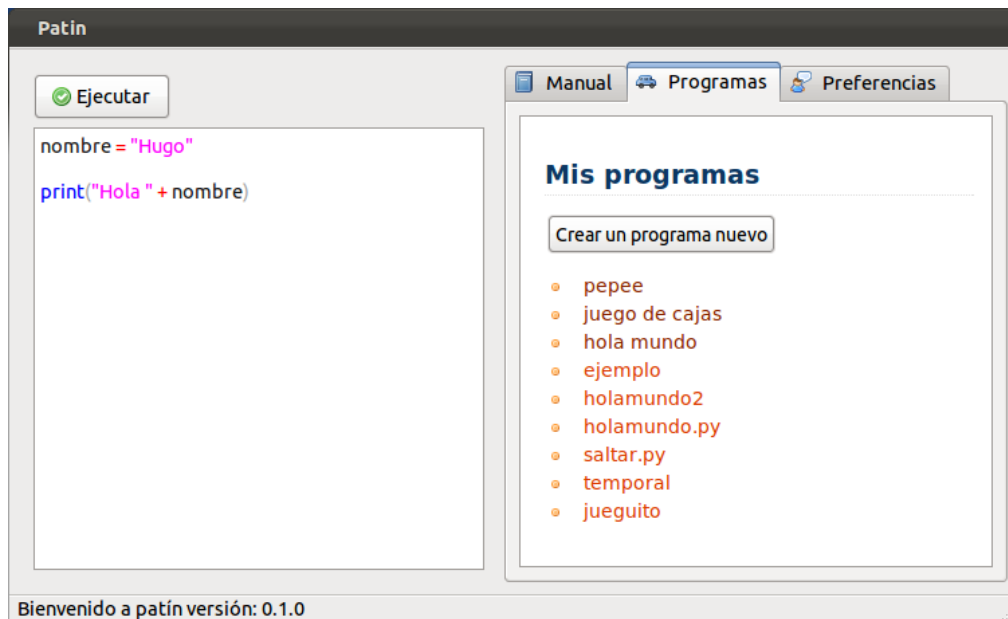 Patin
Ejecutar
nombre = "Hugo"
print("Hola " + nombre)
Manual
Programas
Preferencias
Mis programas
Crear un programa nuevo
pepee
juego de cajas
hola mundo
ejemplo
holamundo2
holamundo.py
saltar.py
temporal
jueguito
Bienvenido a patín versión: 0.1.0